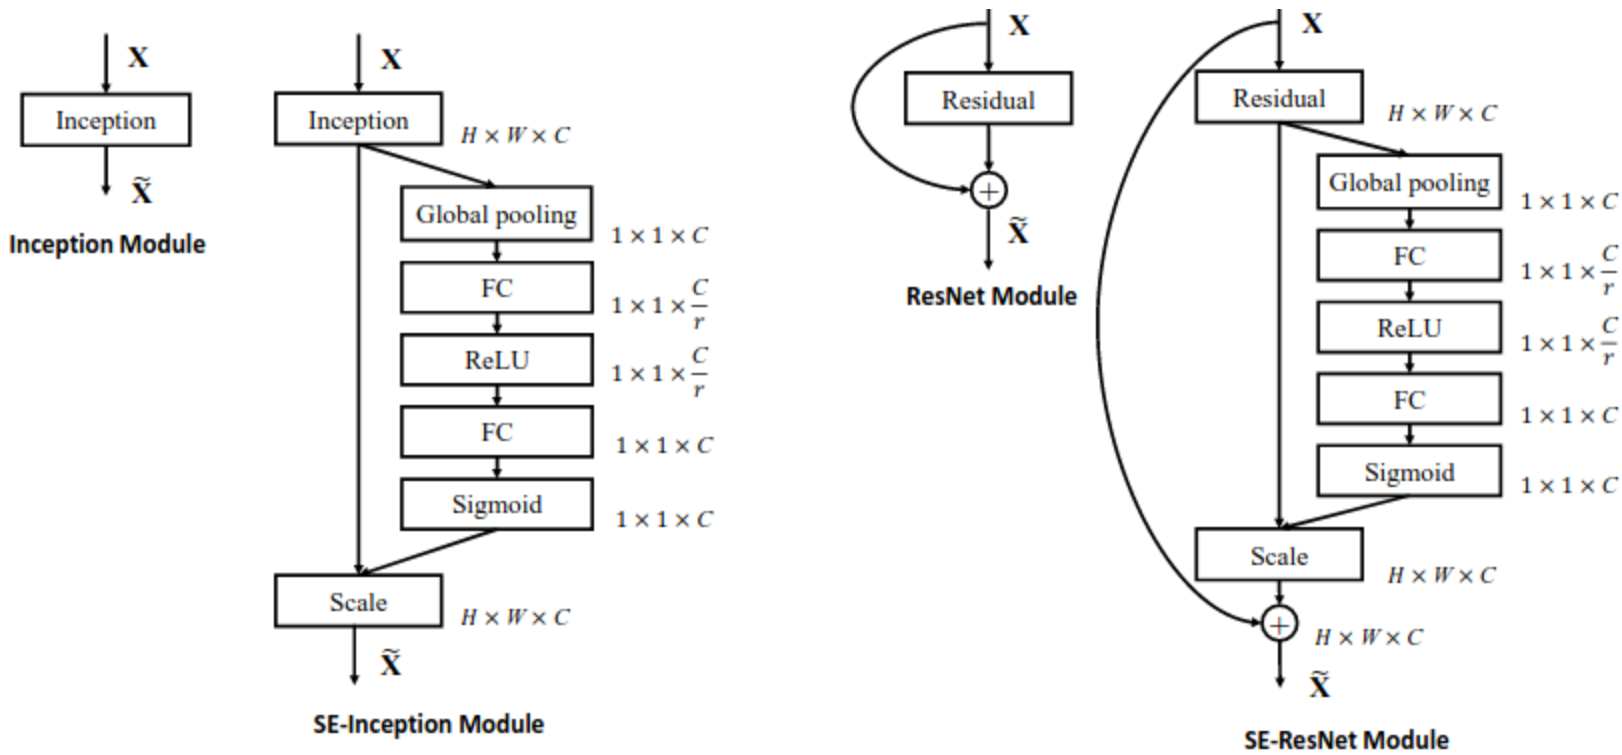 X
Inception
X̃
Inception Module
X
Inception
H × W × C
Global pooling
1 × 1 × C
FC
1 × 1 × C/r
ReLU
1 × 1 × C/r
FC
1 × 1 × C
Sigmoid
1 × 1 × C
Scale
H × W × C
X̃
SE-Inception Module
X
Residual
+
X̃
ResNet Module
X
Residual
H × W × C
Global pooling
1 × 1 × C
FC
1 × 1 × C/r
ReLU
1 × 1 × C/r
FC
1 × 1 × C
Sigmoid
1 × 1 × C
Scale
H × W × C
+
H × W × C
X̃
SE-ResNet Module